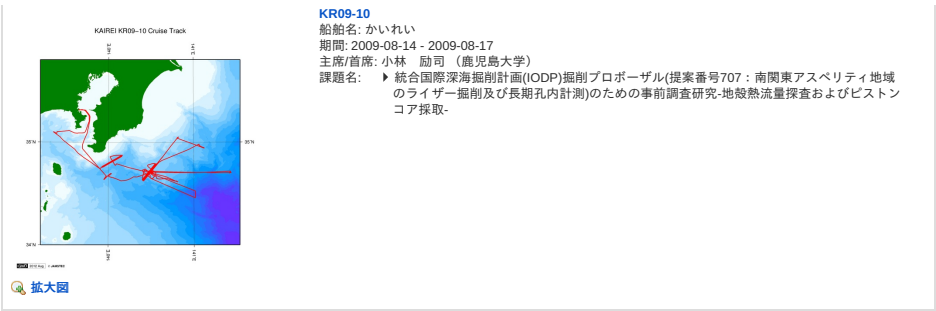 KR09-10
船舶名: かいれい
期間: 2009-08-14 - 2009-08-17
主席/首席: 小林　励司 （鹿児島大学）
課題名: 統合国際深海掘削計画(IODP)掘削プロポーザル(提案番号707：南関東アスペリティ地域
のライザー掘削及び長期孔内計測)のための事前調査研究-地殻熱流量探査およびピストン
コア採取-
KAIREI KR09-10 Cruise Track
141°E
35°N
35°N
34°N
141°E
拡大図